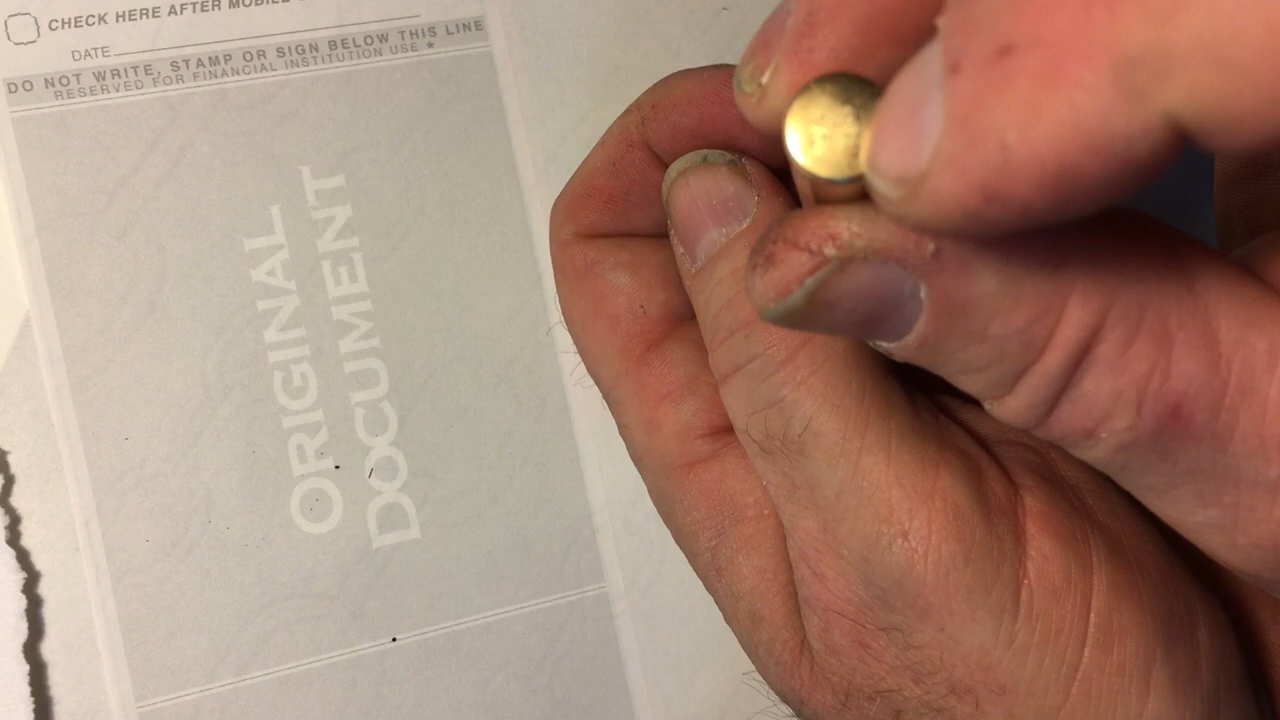 CHECK HERE AFTER MOBILE
DATE
DO NOT WRITE, STAMP OR SIGN BELOW THIS LINE
RESERVED FOR FINANCIAL INSTITUTION USE *
ORIGINAL
DOCUMENT